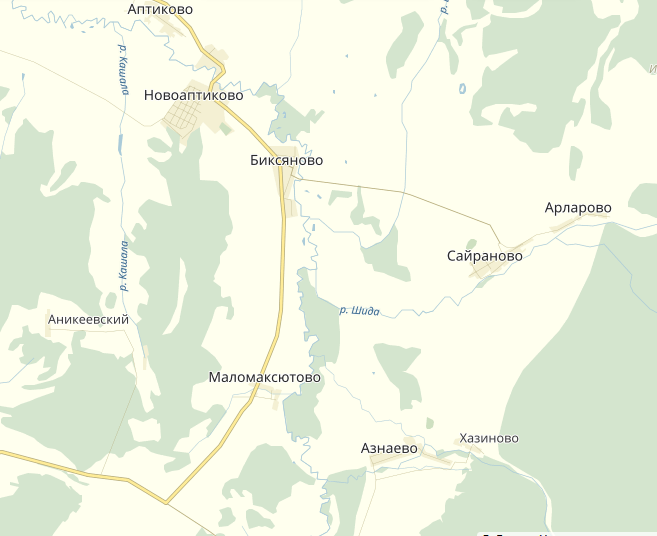 Аптиково
р. Кашала
Новоаптиково
Биксяново
Арларово
Сайраново
р. Кашала
р. Шида
Аникеевский
Маломаксютово
Хазиново
Азнаево